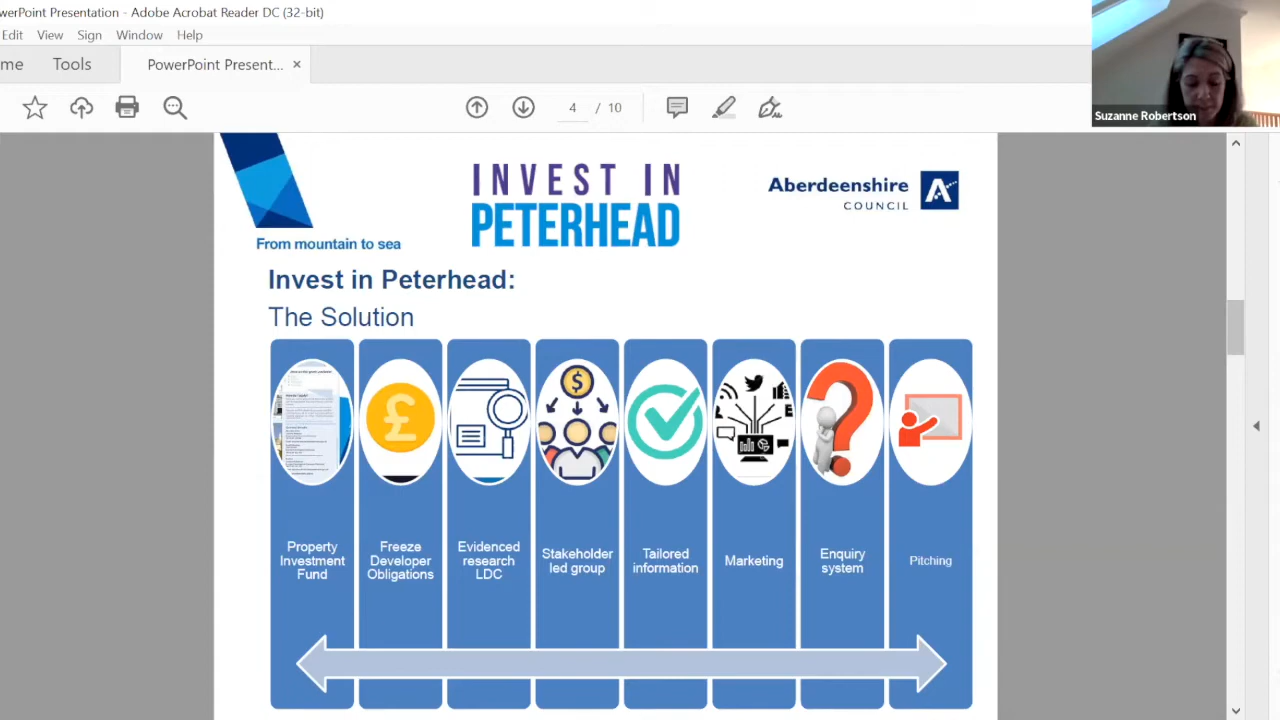 werPoint Presentation - Adobe Acrobat Reader DC (32-bit)
Edit View Sign Window Help
me Tools PowerPoint Present... ×
4 / 10
Suzanne Robertson
INVEST IN
PETERHEAD
Aberdeenshire
COUNCIL
From mountain to sea
Invest in Peterhead:
The Solution
Property
Investment
Fund
Freeze
Developer
Obligations
Evidenced
research
LDC
Stakeholder
led group
Tailored
information
Marketing
Enquiry
system
Pitching